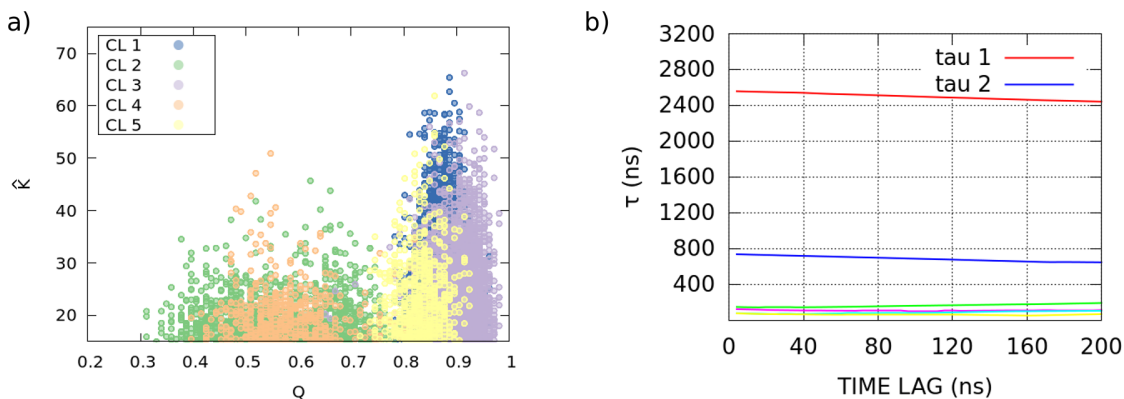 a)
CL 1
CL 2
CL 3
CL 4
CL 5
70
60
50
40
30
20
K̂
0.2 0.3 0.4 0.5 0.6 0.7 0.8 0.9 1
Q
b)
tau 1
tau 2
3200
2800
2400
2000
1600
1200
800
400
τ (ns)
0 40 80 120 160 200
TIME LAG (ns)